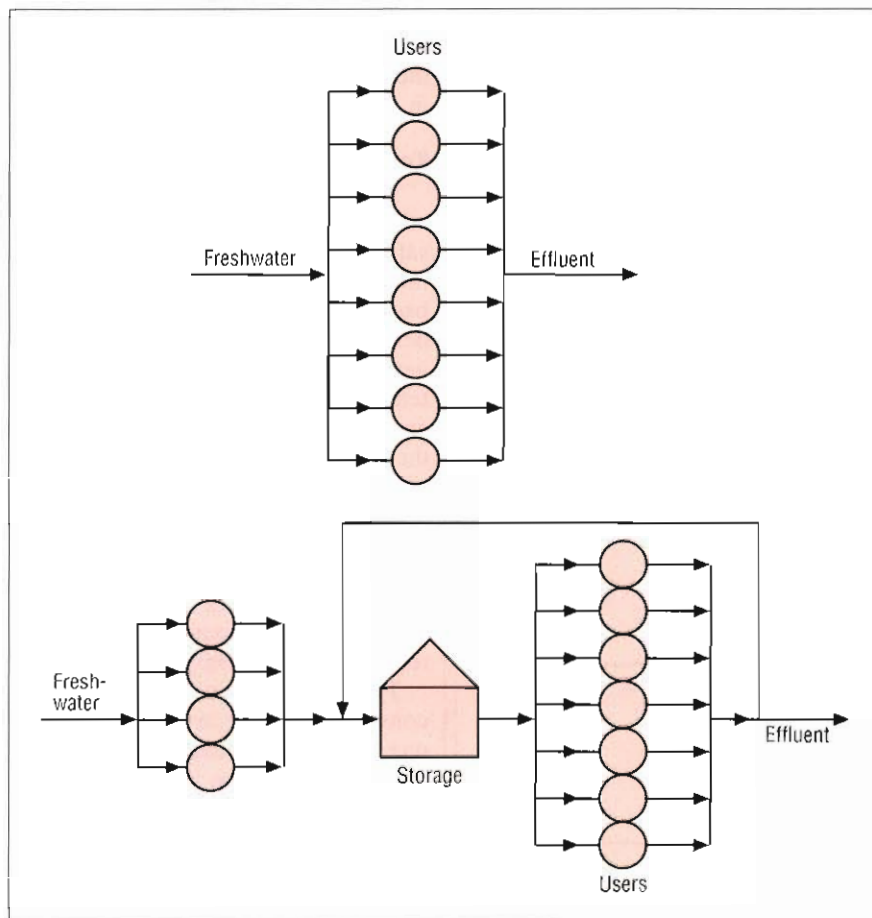 Users
Freshwater
Effluent
Fresh-
water
Storage
Effluent
Users